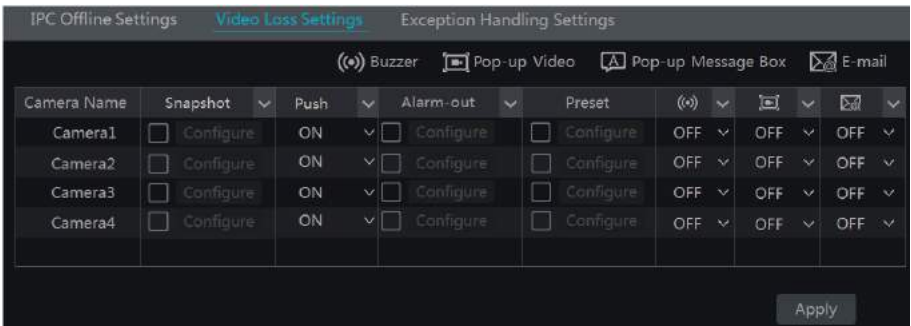 IPC Offline Settings Video Loss Settings Exception Handling Settings
Buzzer Pop-up Video Pop-up Message Box E-mail
Camera Name Snapshot Push Alarm-out Preset
Camera1 Configure ON Configure Configure OFF OFF OFF
Camera2 Configure ON Configure Configure OFF OFF OFF
Camera3 Configure ON Configure Configure OFF OFF OFF
Camera4 Configure ON Configure Configure OFF OFF OFF
Apply